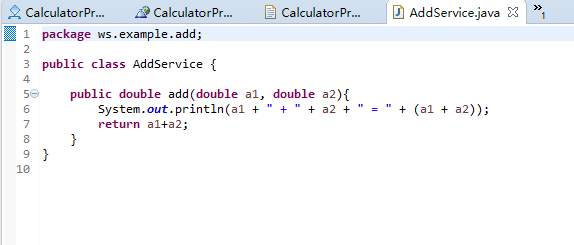 CalculatorPr... CalculatorPr... CalculatorPr... AddService.java »1
1 package ws.example.add;
2
3 public class AddService {
4
5 public double add(double a1, double a2){
6 System.out.println(a1 + " + " + a2 + " = " + (a1 + a2));
7 return a1+a2;
8 }
9 }
10